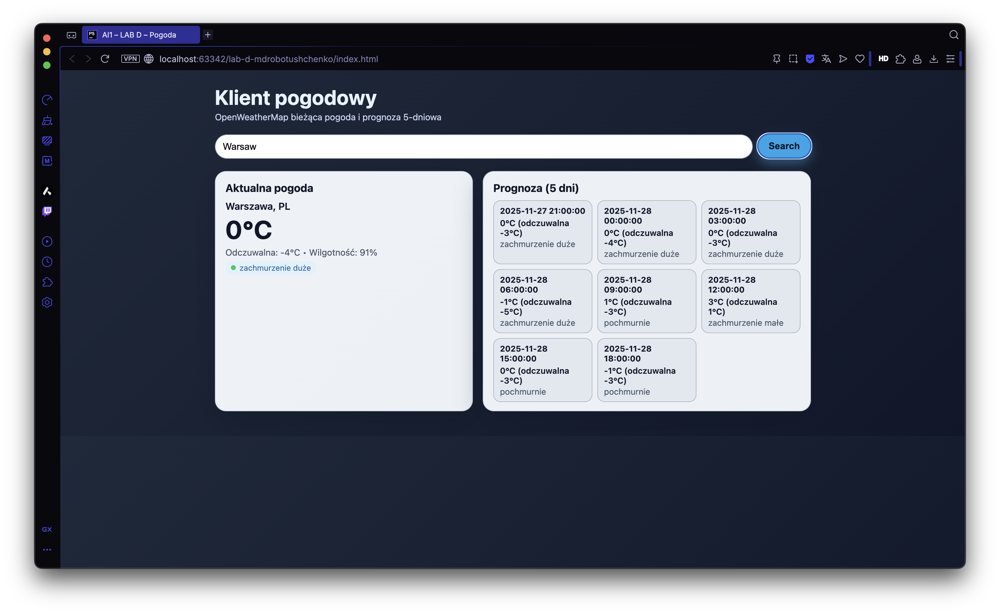 PS
AI1 – LAB D – Pogoda
VPN
localhost:63342/lab-d-mdrobotushchenko/index.html
HD
M
GX
Klient pogodowy
OpenWeatherMap bieżąca pogoda i prognoza 5-dniowa
Warsaw
Search
Aktualna pogoda
Warszawa, PL
0°C
Odczuwalna: -4°C • Wilgotność: 91%
zachmurzenie duże
Prognoza (5 dni)
2025-11-27 21:00:00
0°C (odczuwalna
-3°C)
zachmurzenie duże
2025-11-28
00:00:00
0°C (odczuwalna
-4°C)
zachmurzenie duże
2025-11-28
03:00:00
0°C (odczuwalna
-3°C)
zachmurzenie duże
2025-11-28
06:00:00
-1°C (odczuwalna
-5°C)
zachmurzenie duże
2025-11-28
09:00:00
1°C (odczuwalna
-3°C)
pochmurnie
2025-11-28
12:00:00
3°C (odczuwalna
1°C)
zachmurzenie małe
2025-11-28
15:00:00
0°C (odczuwalna
-3°C)
pochmurnie
2025-11-28
18:00:00
-1°C (odczuwalna
-3°C)
pochmurnie